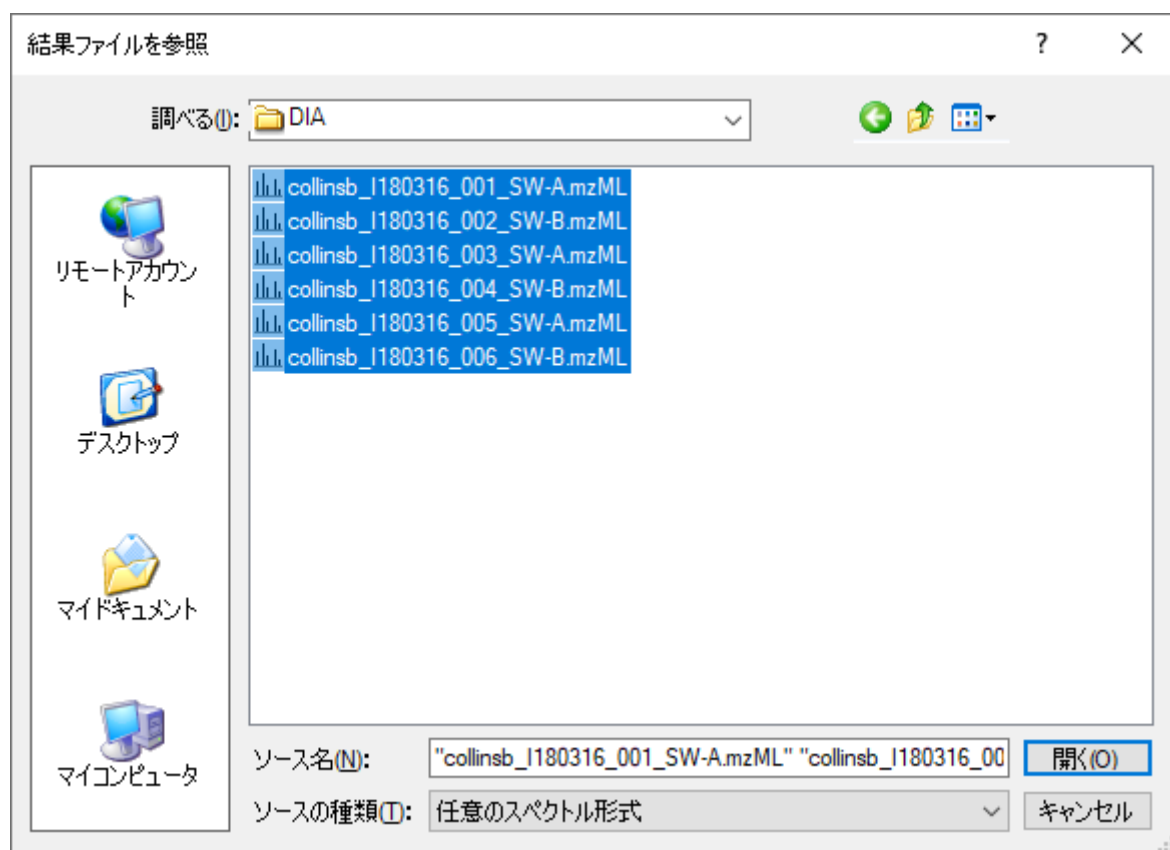 結果ファイルを参照
?
調べる(I):
DIA
collinsb_I180316_001_SW-A.mzML
collinsb_I180316_002_SW-B.mzML
collinsb_I180316_003_SW-A.mzML
collinsb_I180316_004_SW-B.mzML
collinsb_I180316_005_SW-A.mzML
collinsb_I180316_006_SW-B.mzML
リモートアカウン
ト
デスクトップ
マイドキュメント
マイコンピュータ
ソース名(N):
"collinsb_I180316_001_SW-A.mzML" "collinsb_I180316_00
開く(O)
ソースの種類(T):
任意のスペクトル形式
キャンセル